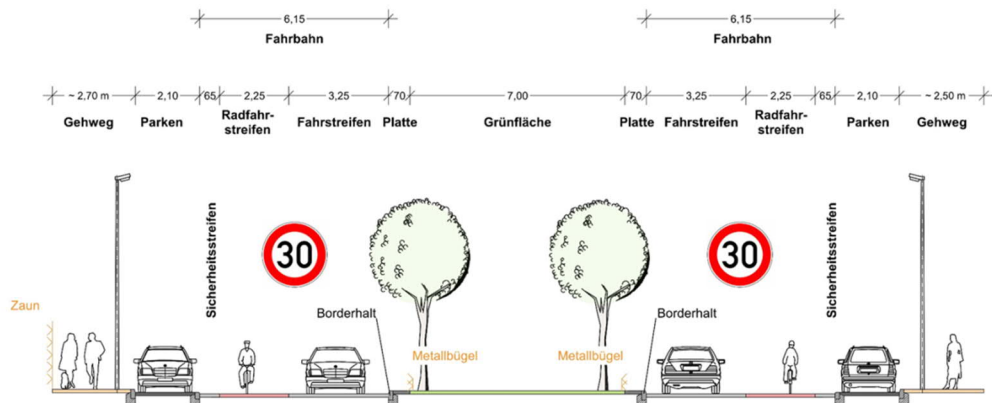 6,15
6,15
Fahrbahn
Fahrbahn
~ 2,70 m
2,10
65
2,25
3,25
70
7,00
70
3,25
2,25
65
2,10
~ 2,50 m
Gehweg
Parken
Radfahr-
streifen
Fahrstreifen
Platte
Grünfläche
Platte
Fahrstreifen
Radfahr-
streifen
Parken
Gehweg
Sicherheitsstreifen
30
30
Sicherheitsstreifen
Zaun
Borderhalt
Borderhalt
Metallbügel
Metallbügel